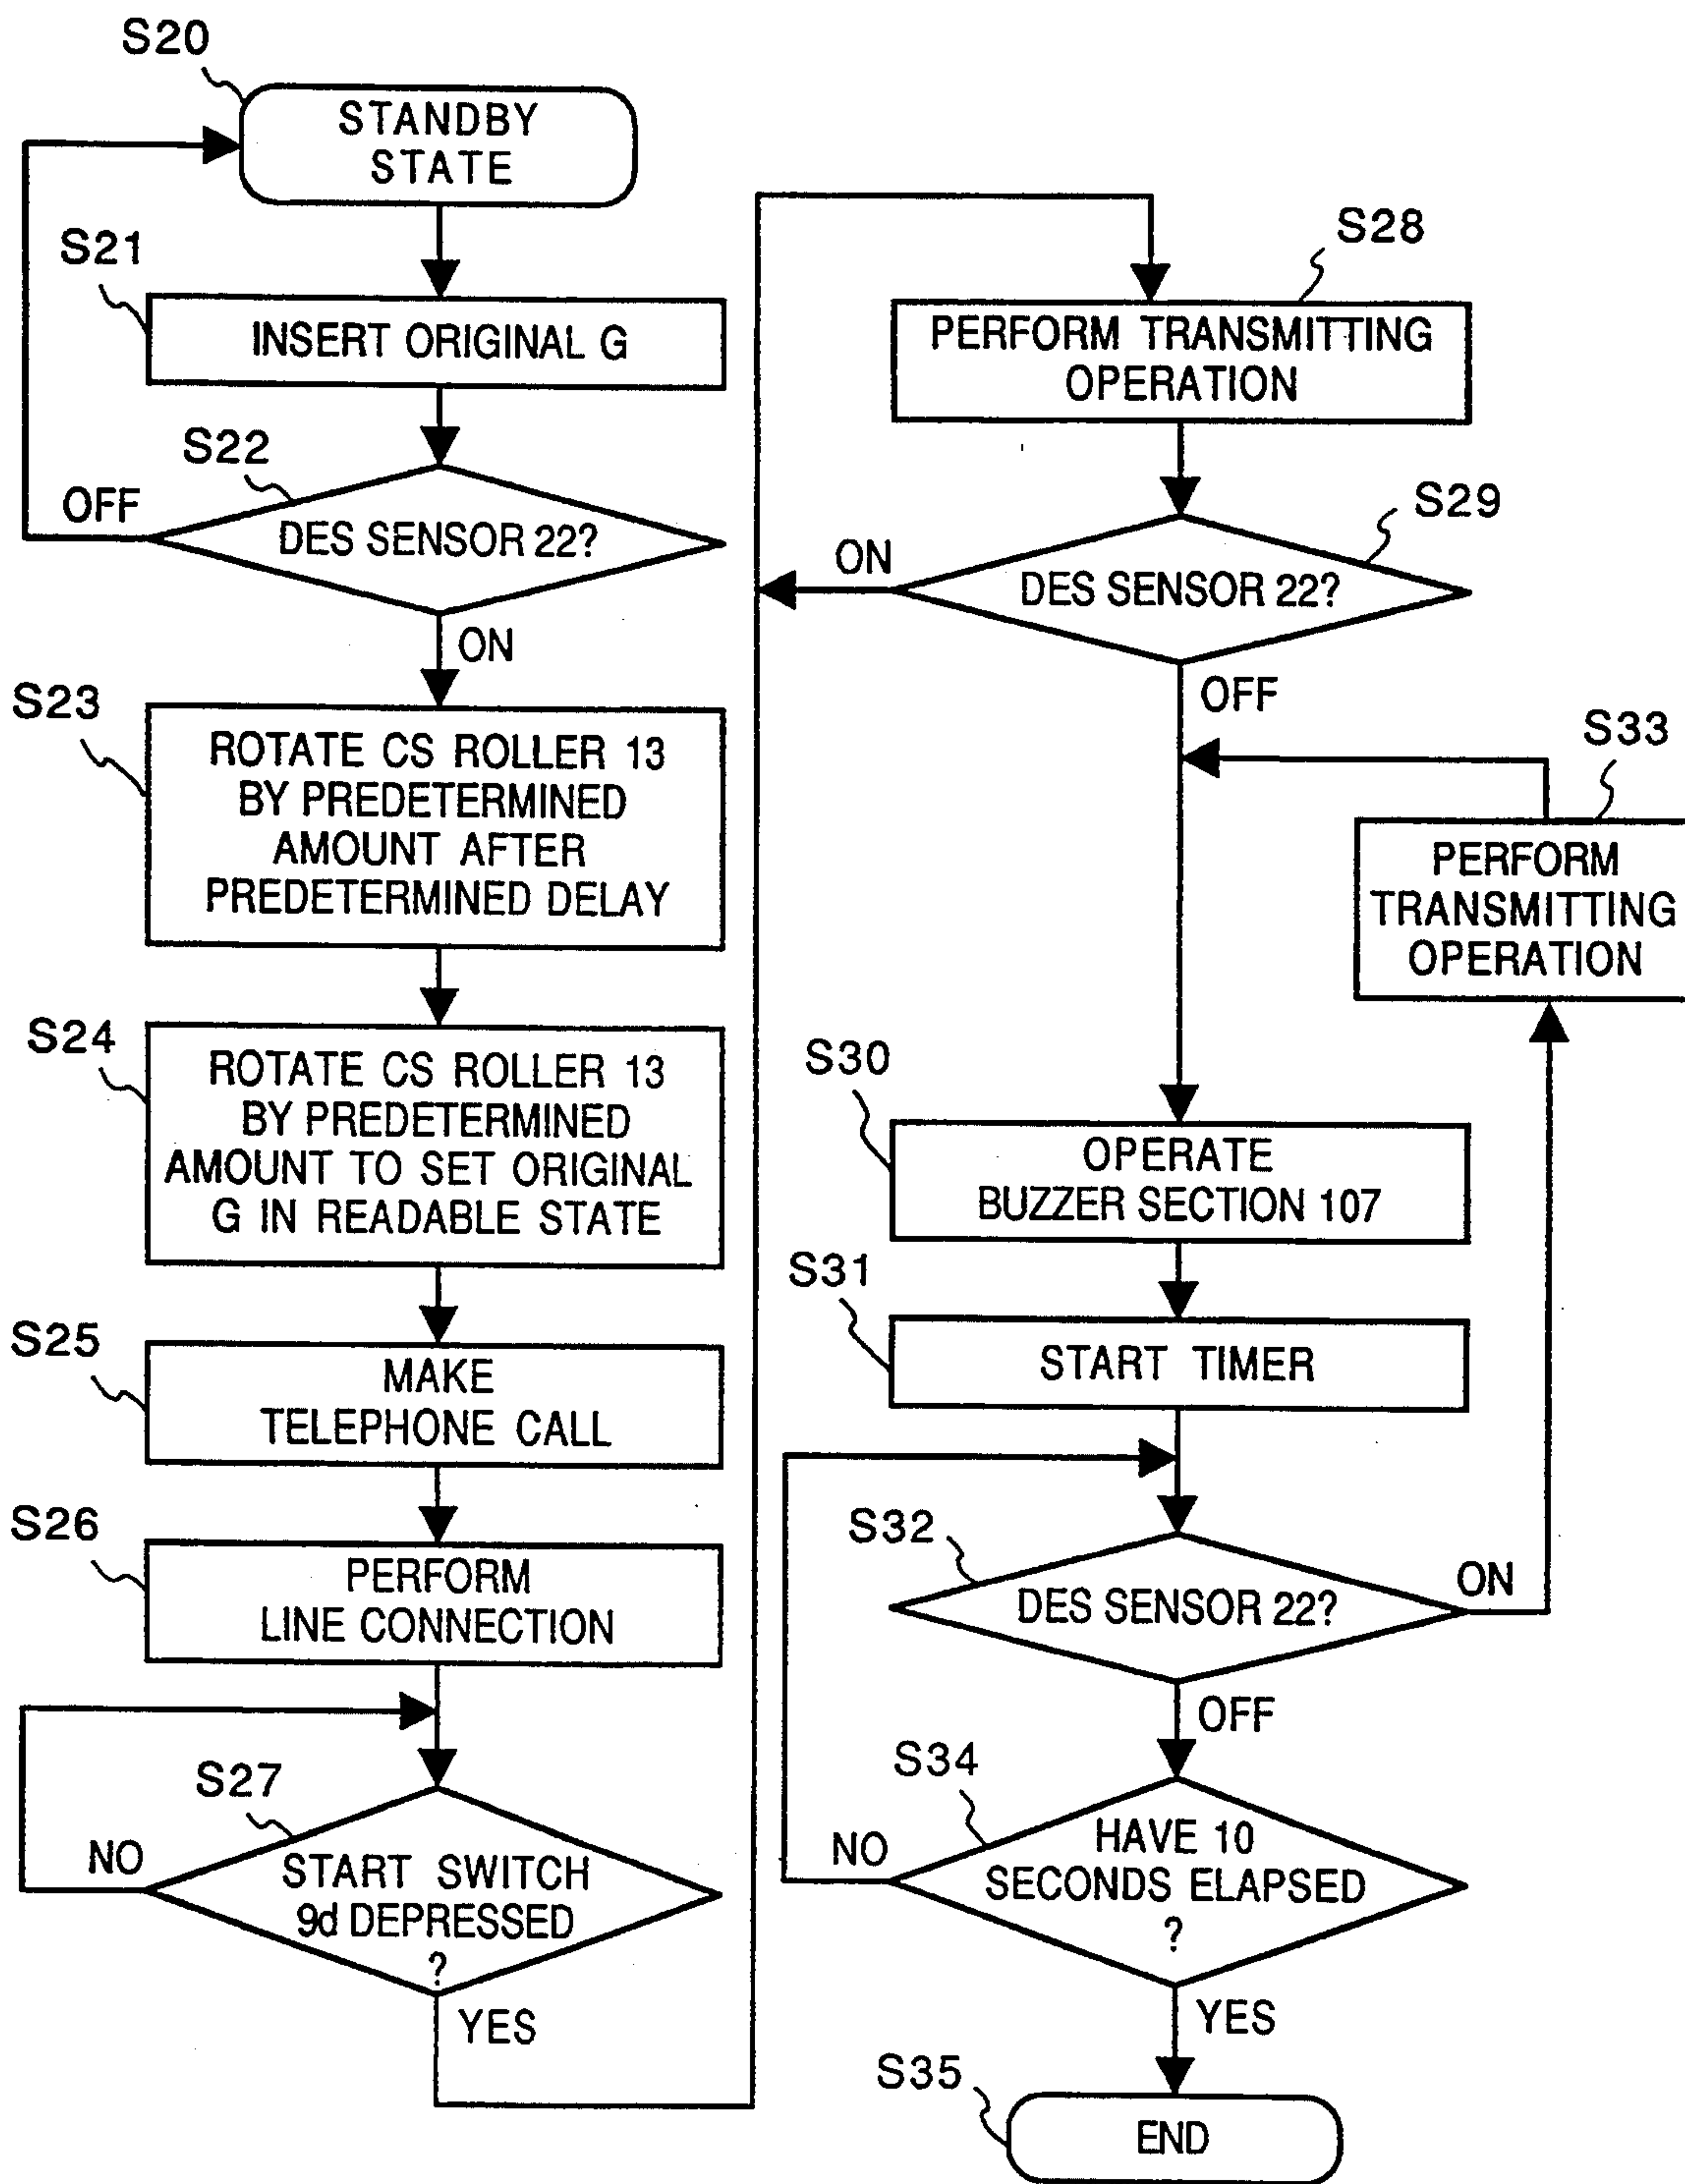 S20
STANDBY
STATE
S21
INSERT ORIGINAL G
S22
OFF
DES SENSOR 22?
ON
S23
ROTATE CS ROLLER 13
BY PREDETERMINED
AMOUNT AFTER
PREDETERMINED DELAY
S24
ROTATE CS ROLLER 13
BY PREDETERMINED
AMOUNT TO SET ORIGINAL
G IN READABLE STATE
S25
MAKE
TELEPHONE CALL
S26
PERFORM
LINE CONNECTION
S27
NO
START SWITCH
9d DEPRESSED
?
YES
S28
PERFORM TRANSMITTING
OPERATION
S29
ON
DES SENSOR 22?
OFF
S33
PERFORM
TRANSMITTING
OPERATION
S30
OPERATE
BUZZER SECTION 107
S31
START TIMER
S32
DES SENSOR 22?
ON
OFF
S34
NO
HAVE 10
SECONDS ELAPSED
?
YES
S35
END